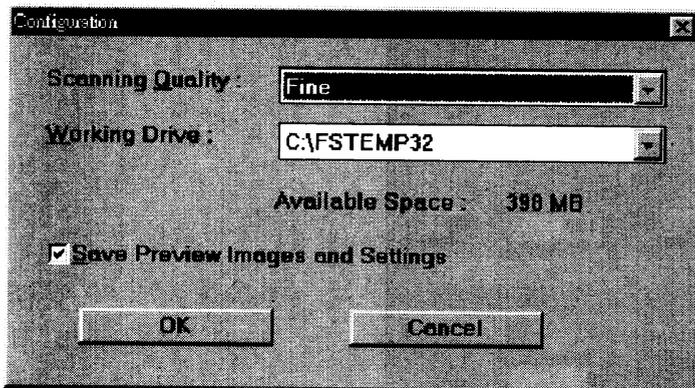 Configuration
Scanning Quality : Fine
Working Drive : C:\FSTEMP32
Available Space : 398 MB
Save Preview Images and Settings
OK Cancel